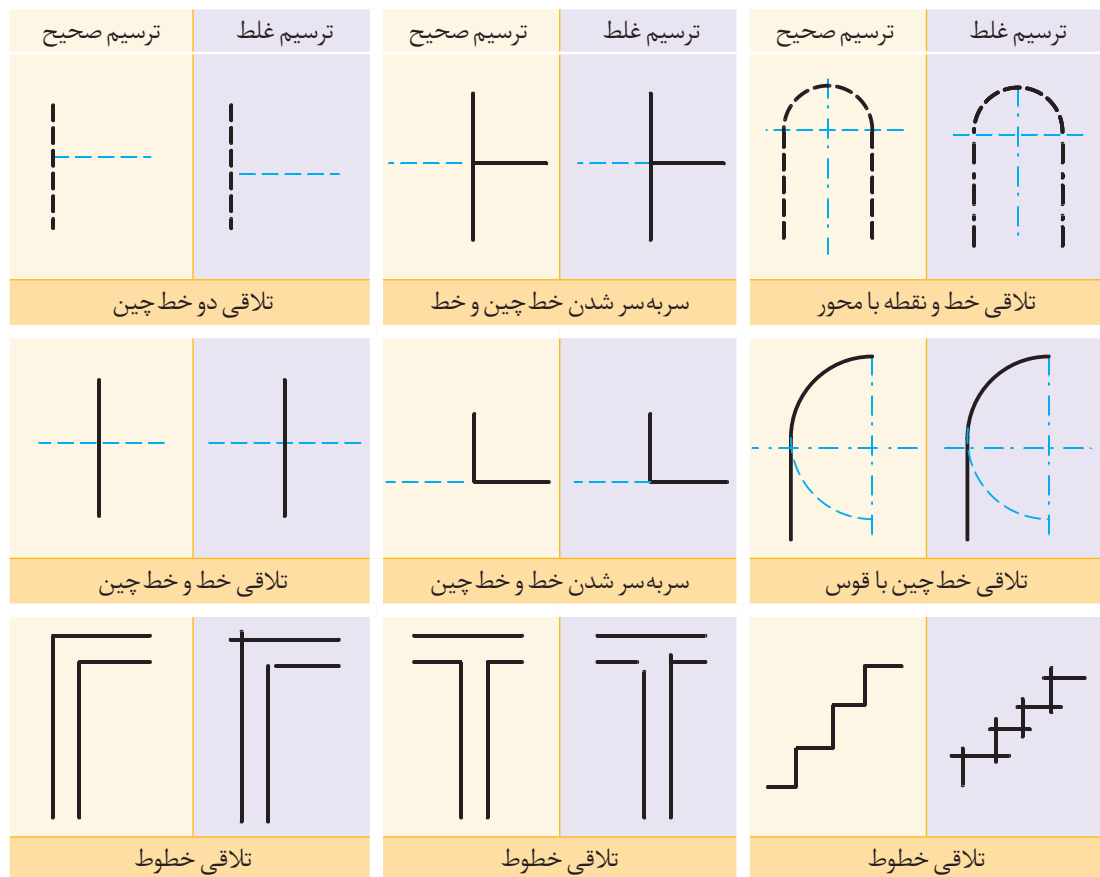 ترسیم غلط
ترسیم صحیح
ترسیم غلط
ترسیم صحیح
ترسیم غلط
ترسیم صحیح
تلاقی خط و نقطه با محور
سربه‌سر شدن خط‌چین و خط
تلاقی دو خط‌چین
تلاقی خط‌چین با قوس
سربه‌سر شدن خط و خط‌چین
تلاقی خط و خط‌چین
تلاقی خطوط
تلاقی خطوط
تلاقی خطوط